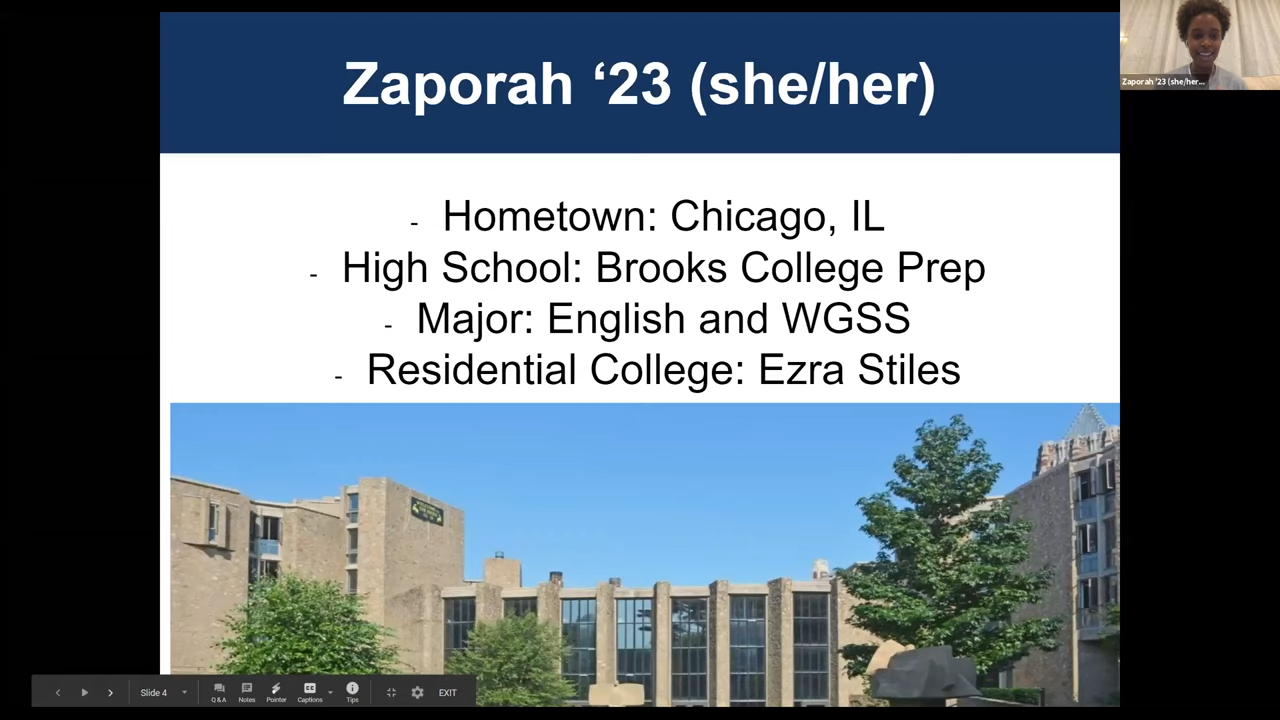 Zaporah ‘23 (she/her)
Zaporah '23 (she/her...
- Hometown: Chicago, IL
- High School: Brooks College Prep
- Major: English and WGSS
- Residential College: Ezra Stiles
Slide 4
Q&A
Notes
Pointer
Captions
Tips
EXIT